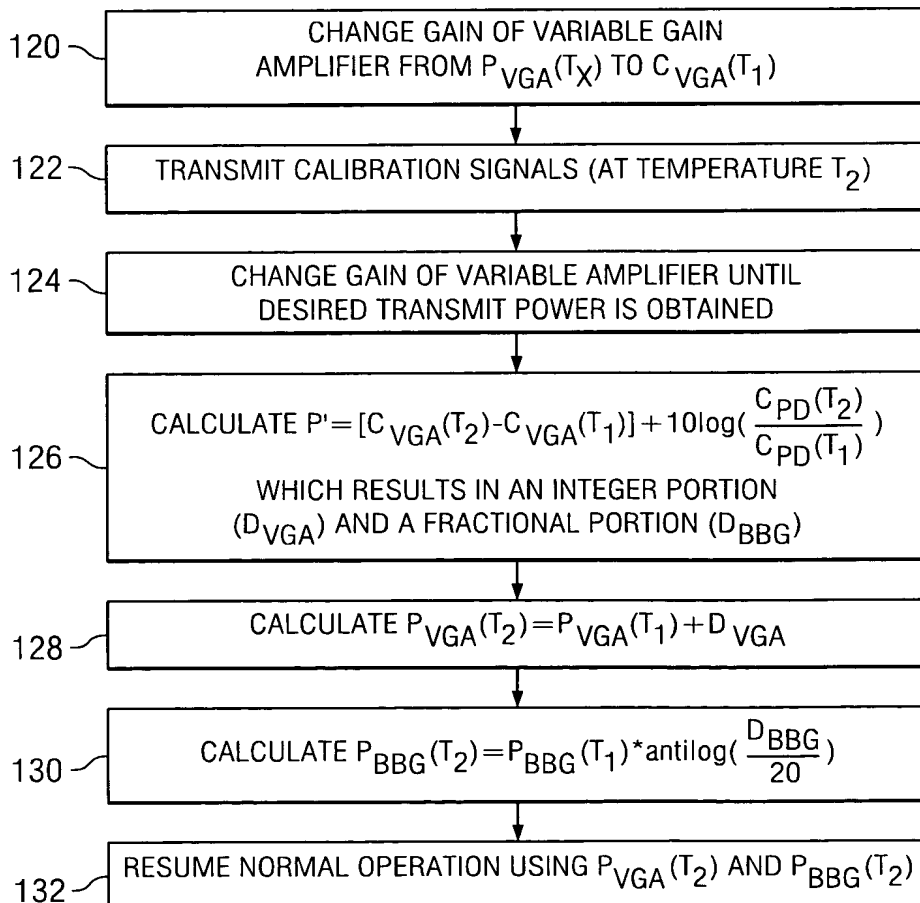 120
CHANGE GAIN OF VARIABLE GAIN
AMPLIFIER FROM P_VGA(T_X) TO C_VGA(T_1)
122
TRANSMIT CALIBRATION SIGNALS (AT TEMPERATURE T_2)
124
CHANGE GAIN OF VARIABLE AMPLIFIER UNTIL
DESIRED TRANSMIT POWER IS OBTAINED
126
CALCULATE P'=[C_VGA(T_2)-C_VGA(T_1)]+10log(C_PD(T_2)/C_PD(T_1))
WHICH RESULTS IN AN INTEGER PORTION
(D_VGA) AND A FRACTIONAL PORTION (D_BBG)
128
CALCULATE P_VGA(T_2)=P_VGA(T_1)+D_VGA
130
CALCULATE P_BBG(T_2)=P_BBG(T_1)*antilog(D_BBG/20)
132
RESUME NORMAL OPERATION USING P_VGA(T_2) AND P_BBG(T_2)